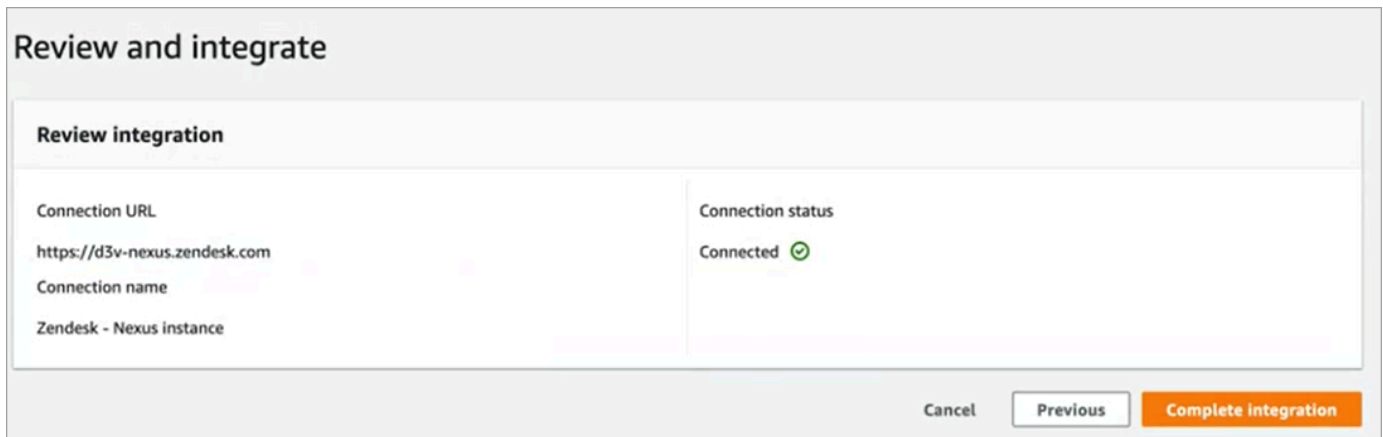 Review and integrate
Review integration
Connection URL
https://d3v-nexus.zendesk.com
Connection name
Zendesk - Nexus instance
Connection status
Connected
Cancel
Previous
Complete integration